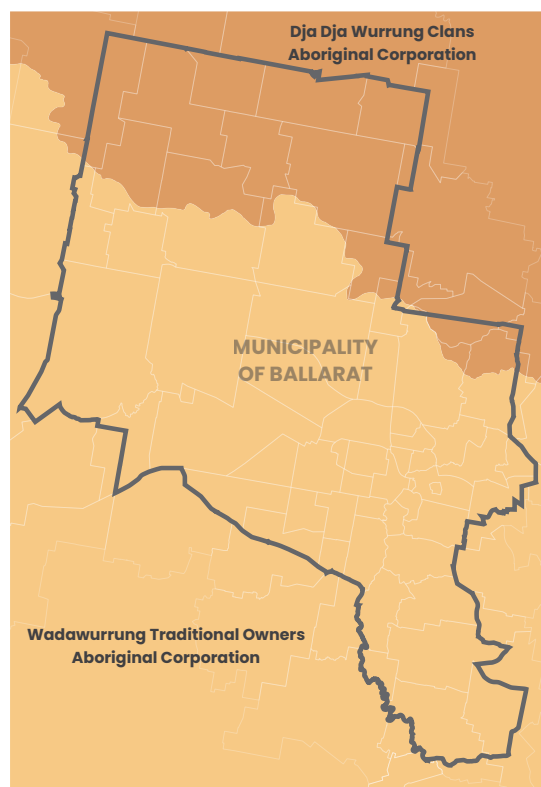 Dja Dja Wurrung Clans
Aboriginal Corporation
MUNICIPALITY
OF BALLARAT
Wadawurrung Traditional Owners
Aboriginal Corporation